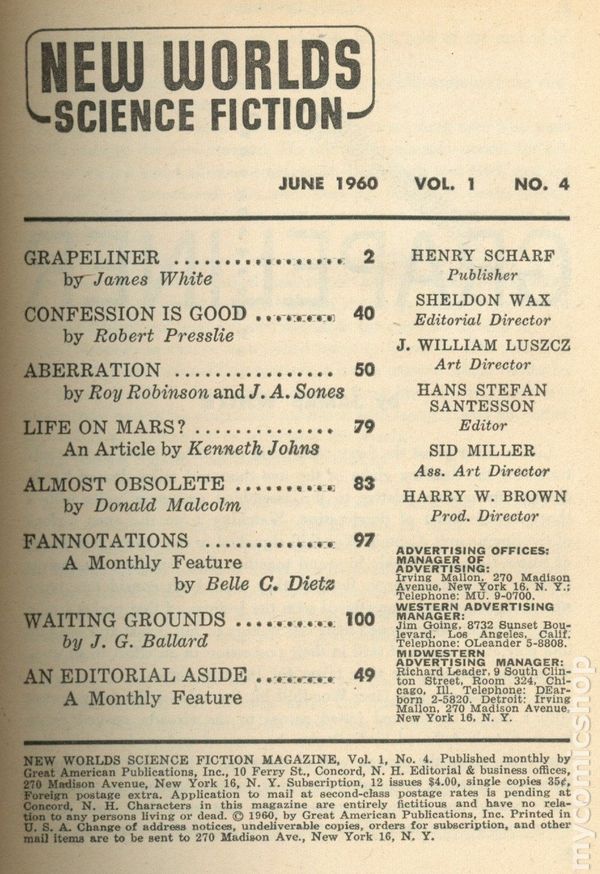 NEW WORLDS
SCIENCE FICTION
JUNE 1960 VOL. 1 NO. 4
GRAPELINER ................. 2
by James White
CONFESSION IS GOOD ......... 40
by Robert Presslie
ABERRATION ................ 50
by Roy Robinson and J. A. Sones
LIFE ON MARS? .............. 79
An Article by Kenneth Johns
ALMOST OBSOLETE .......... 83
by Donald Malcolm
FANNOTATIONS ............. 97
A Monthly Feature
by Belle C. Dietz
WAITING GROUNDS .......... 100
by J. G. Ballard
AN EDITORIAL ASIDE ........ 49
A Monthly Feature
HENRY SCHARF
Publisher
SHELDON WAX
Editorial Director
J. WILLIAM LUSZCZ
Art Director
HANS STEFAN
SANTESSON
Editor
SID MILLER
Ass. Art Director
HARRY W. BROWN
Prod. Director
ADVERTISING OFFICES:
MANAGER OF
ADVERTISING:
Irving Mallon, 270 Madison
Avenue, New York 16, N. Y.;
Telephone: MU. 9-0700.
WESTERN ADVERTISING
MANAGER:
Jim Going, 8732 Sunset Bou-
levard, Los Angeles, Calif.
Telephone: OLeander 5-8808.
MIDWESTERN
ADVERTISING MANAGER:
Richard Leader, 9 South Clin-
ton Street, Room 324, Chi-
cago, Ill. Telephone: DEar-
born 2-5820. Detroit: Irving
Mallon, 270 Madison Avenue,
New York 16, N. Y.
NEW WORLDS SCIENCE FICTION MAGAZINE, Vol. 1, No. 4. Published monthly by
Great American Publications, Inc., 10 Ferry St., Concord, N. H. Editorial & business offices,
270 Madison Avenue, New York 16, N. Y. Subscription, 12 issues $4.00, single copies 35¢.
Foreign postage extra. Application to mail at second-class postage rates is pending at
Concord, N. H. Characters in this magazine are entirely fictitious and have no rela-
tion to any persons living or dead. © 1960, by Great American Publications, Inc. Printed in
U. S. A. Change of address notices, undeliverable copies, orders for subscription, and other
mail items are to be sent to 270 Madison Ave., New York 16, N. Y.
mycomicshop